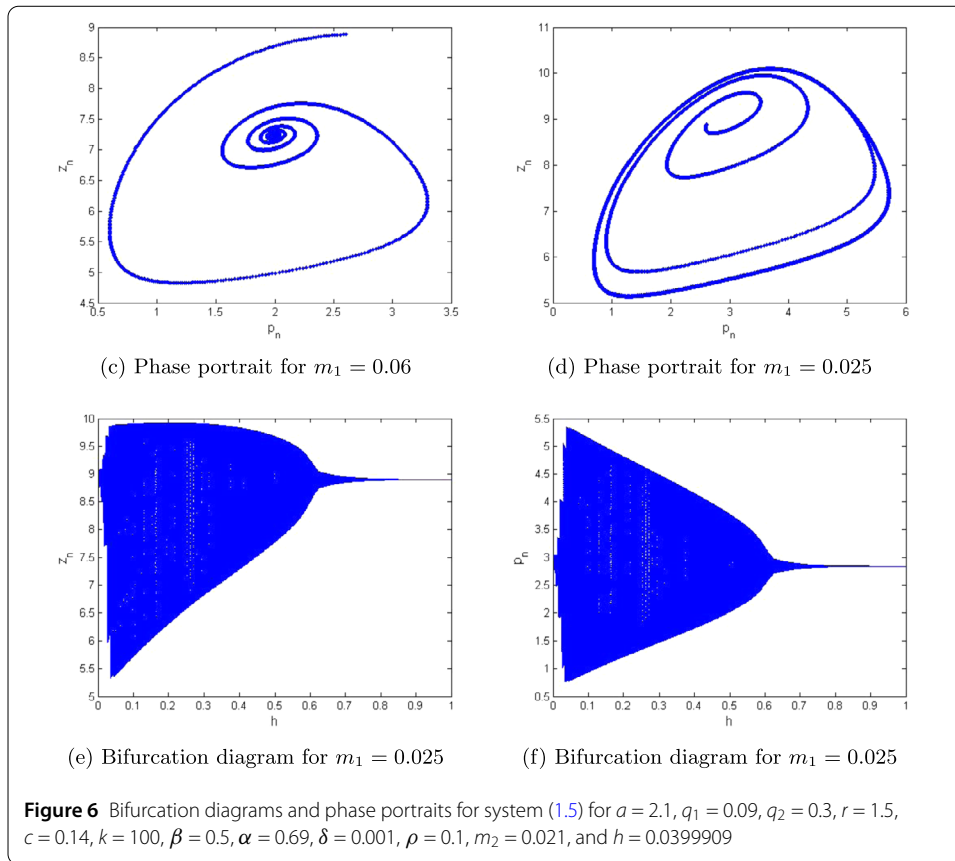 9
8.5
8
7.5
7
6.5
6
5.5
5
4.5
z_n
0.5 1 1.5 2 2.5 3 3.5
p_n
(c) Phase portrait for m₁ = 0.06
11
10
9
8
7
6
5
z_n
0 1 2 3 4 5 6
p_n
(d) Phase portrait for m₁ = 0.025
10
9.5
9
8.5
8
7.5
7
6.5
6
5.5
5
z_n
0 0.1 0.2 0.3 0.4 0.5 0.6 0.7 0.8 0.9 1
h
(e) Bifurcation diagram for m₁ = 0.025
5.5
5
4.5
4
3.5
3
2.5
2
1.5
1
0.5
p_n
0 0.1 0.2 0.3 0.4 0.5 0.6 0.7 0.8 0.9 1
h
(f) Bifurcation diagram for m₁ = 0.025
Figure 6 Bifurcation diagrams and phase portraits for system (1.5) for a = 2.1, q₁ = 0.09, q₂ = 0.3, r = 1.5,
c = 0.14, k = 100, β = 0.5, α = 0.69, δ = 0.001, ρ = 0.1, m₂ = 0.021, and h = 0.0399909